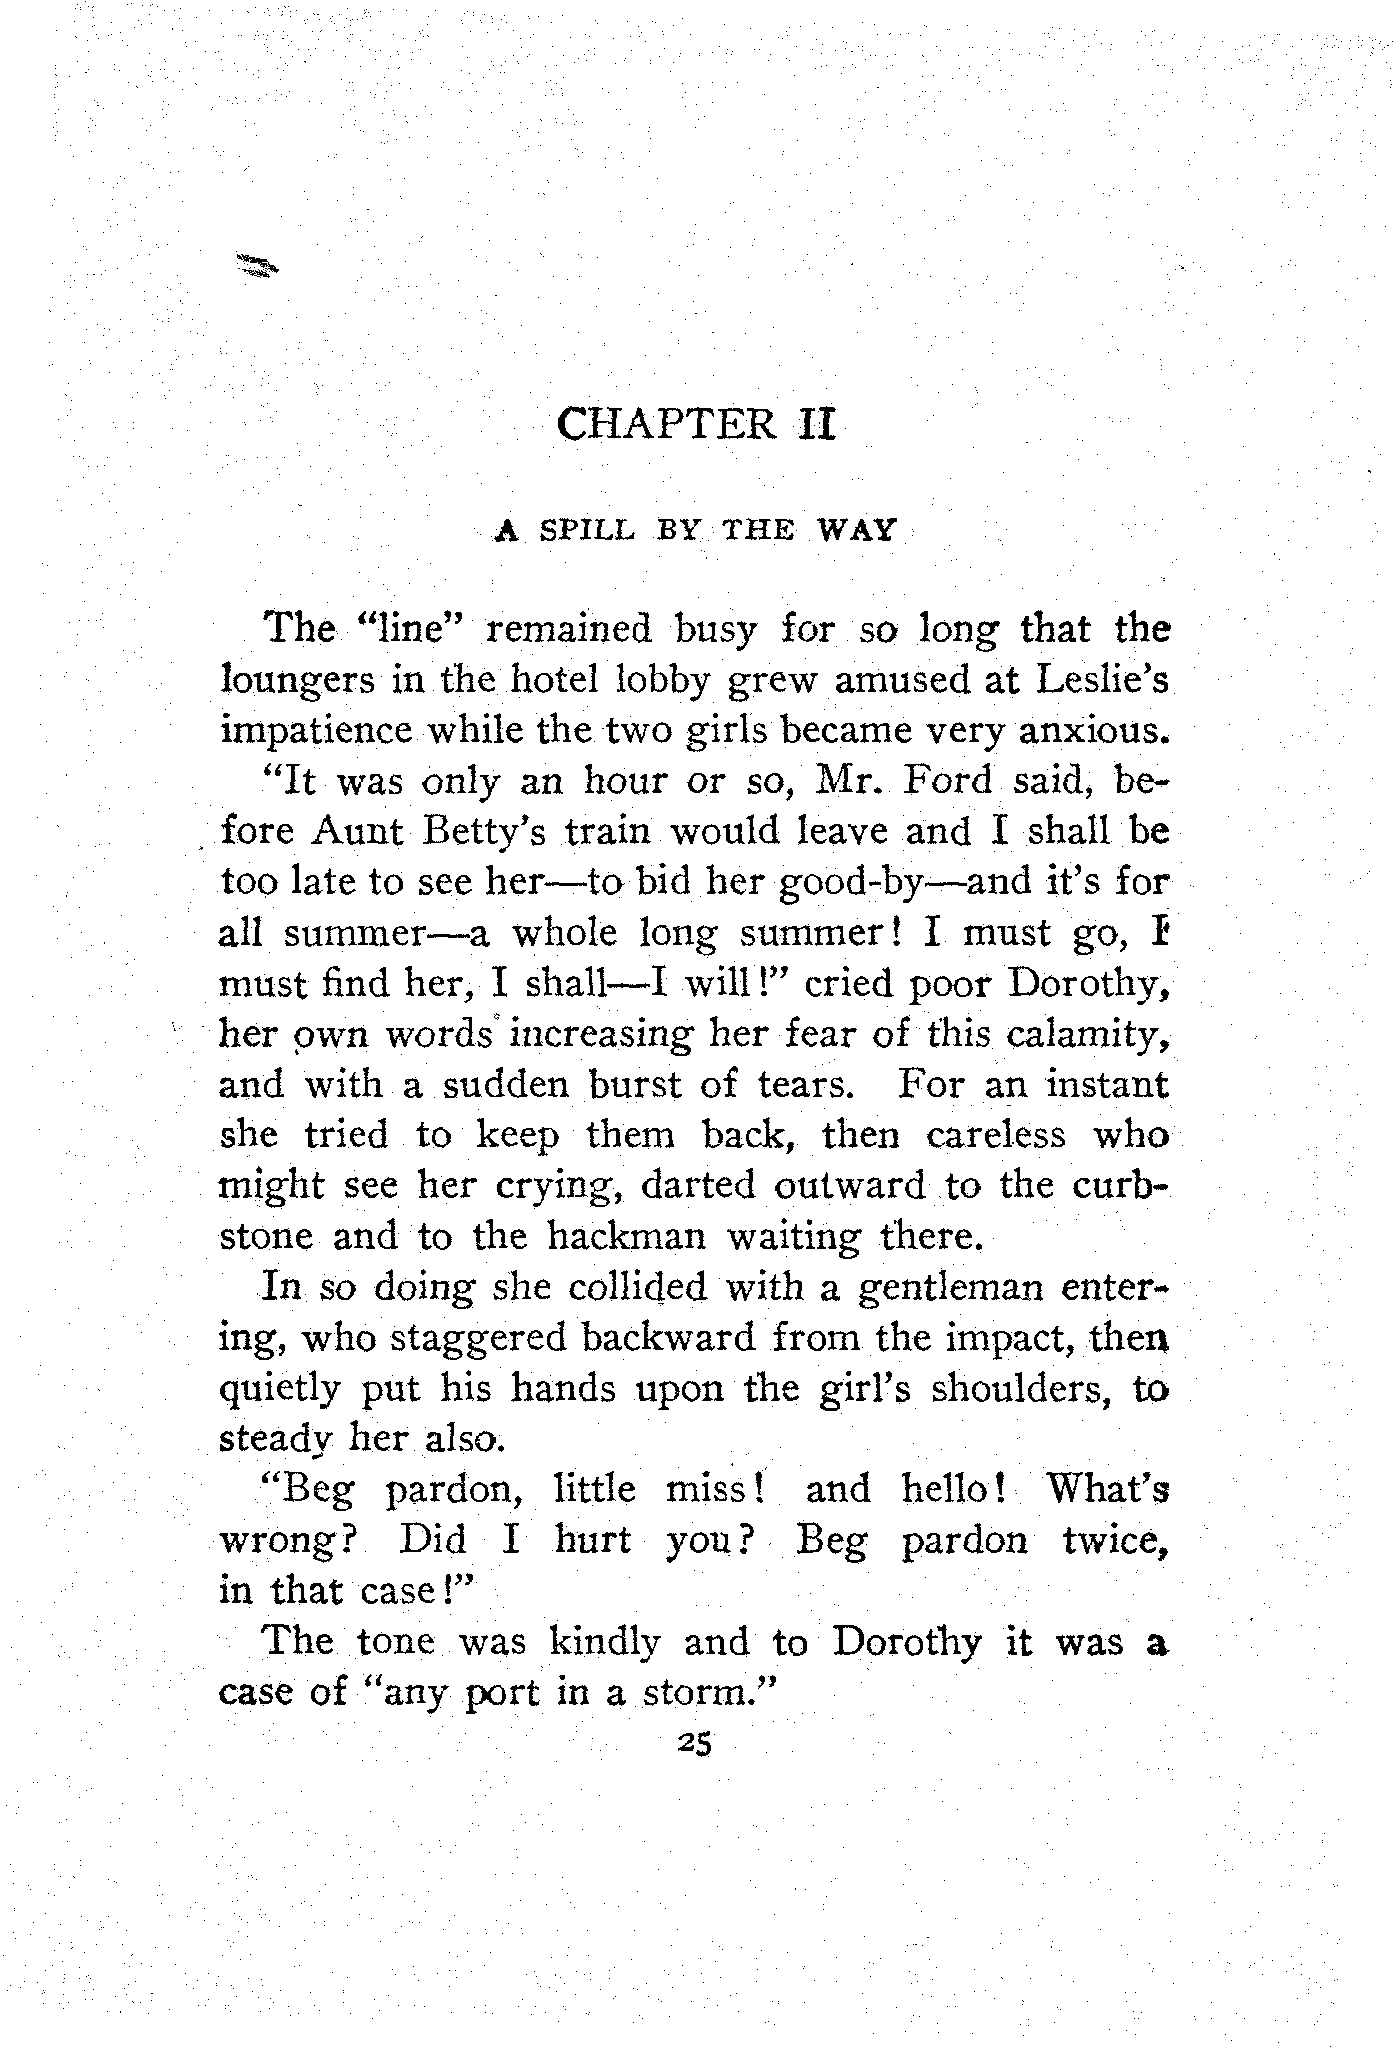 CHAPTER II
A SPILL BY THE WAY
The “line” remained busy for so long that the
loungers in the hotel lobby grew amused at Leslie’s
impatience while the two girls became very anxious.
“It was only an hour or so, Mr. Ford said, be-
fore Aunt Betty’s train would leave and I shall be
too late to see her—to bid her good-by—and it’s for
all summer—a whole long summer! I must go, I
must find her, I shall—I will!” cried poor Dorothy,
her own words increasing her fear of this calamity,
and with a sudden burst of tears. For an instant
she tried to keep them back, then careless who
might see her crying, darted outward to the curb-
stone and to the hackman waiting there.
In so doing she collided with a gentleman enter-
ing, who staggered backward from the impact, then
quietly put his hands upon the girl’s shoulders, to
steady her also.
“Beg pardon, little miss! and hello! What’s
wrong? Did I hurt you? Beg pardon twice,
in that case!”
The tone was kindly and to Dorothy it was a
case of “any port in a storm.”
25